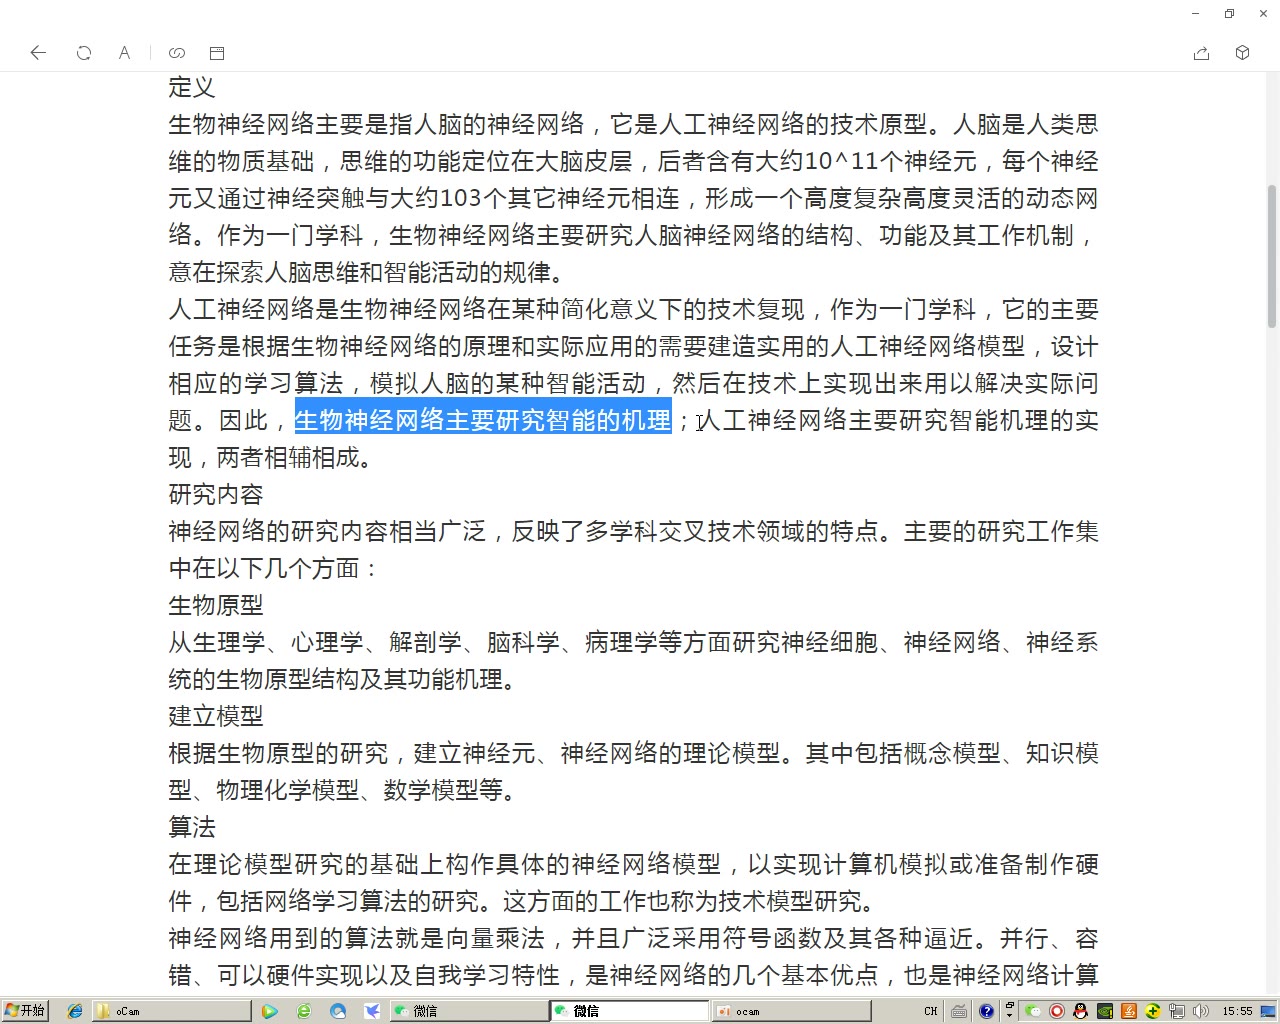 A
定义
生物神经网络主要是指人脑的神经网络，它是人工神经网络的技术原型。人脑是人类思
维的物质基础，思维的功能定位在大脑皮层，后者含有大约10^11个神经元，每个神经
元又通过神经突触与大约103个其它神经元相连，形成一个高度复杂高度灵活的动态网
络。作为一门学科，生物神经网络主要研究人脑神经网络的结构、功能及其工作机制，
意在探索人脑思维和智能活动的规律。
人工神经网络是生物神经网络在某种简化意义下的技术复现，作为一门学科，它的主要
任务是根据生物神经网络的原理和实际应用的需要建造实用的人工神经网络模型，设计
相应的学习算法，模拟人脑的某种智能活动，然后在技术上实现出来用以解决实际问
题。因此，生物神经网络主要研究智能的机理；人工神经网络主要研究智能机理的实
现，两者相辅相成。
研究内容
神经网络的研究内容相当广泛，反映了多学科交叉技术领域的特点。主要的研究工作集
中在以下几个方面：
生物原型
从生理学、心理学、解剖学、脑科学、病理学等方面研究神经细胞、神经网络、神经系
统的生物原型结构及其功能机理。
建立模型
根据生物原型的研究，建立神经元、神经网络的理论模型。其中包括概念模型、知识模
型、物理化学模型、数学模型等。
算法
在理论模型研究的基础上构作具体的神经网络模型，以实现计算机模拟或准备制作硬
件，包括网络学习算法的研究。这方面的工作也称为技术模型研究。
神经网络用到的算法就是向量乘法，并且广泛采用符号函数及其各种逼近。并行、容
错、可以硬件实现以及自我学习特性，是神经网络的几个基本优点，也是神经网络计算
开始 oCam 微信 微信 ocam CH 15:55